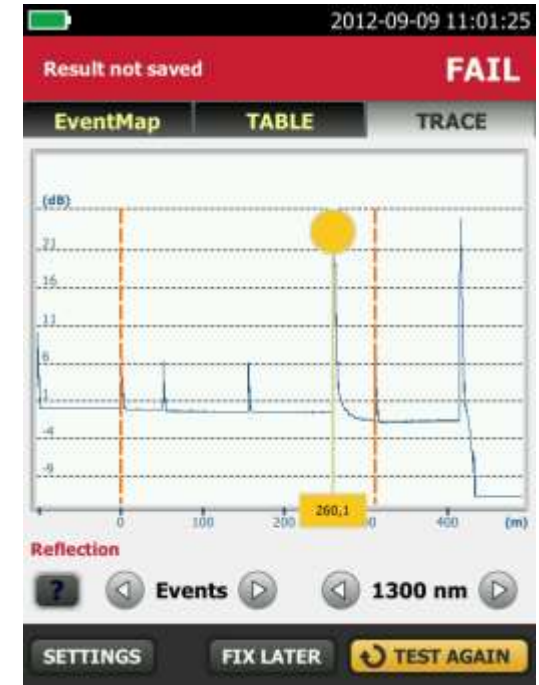 2012-09-09 11:01:25
Result not saved FAIL
EventMap TABLE TRACE
(dB)
21
16
11
6
1
-4
-9
260,1
0 100 200 0 400 (m)
Reflection
? Events 1300 nm
SETTINGS FIX LATER TEST AGAIN